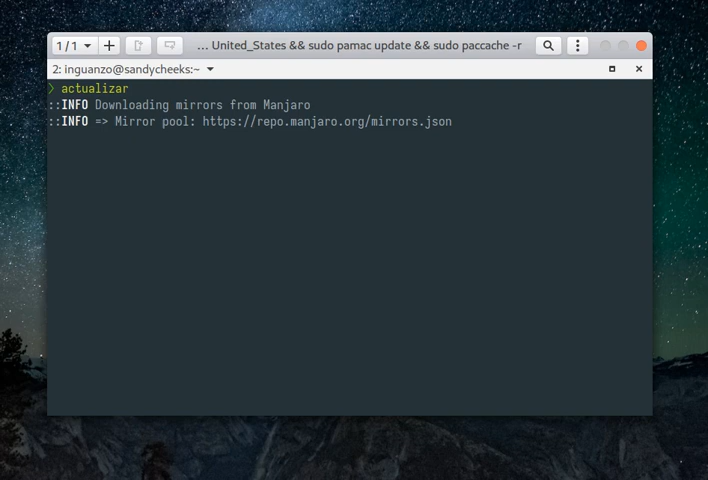 1 / 1
... United_States && sudo pamac update && sudo paccache -r
2: inguanzo@sandycheeks:~
❯ actualizar
::INFO Downloading mirrors from Manjaro
::INFO => Mirror pool: https://repo.manjaro.org/mirrors.json